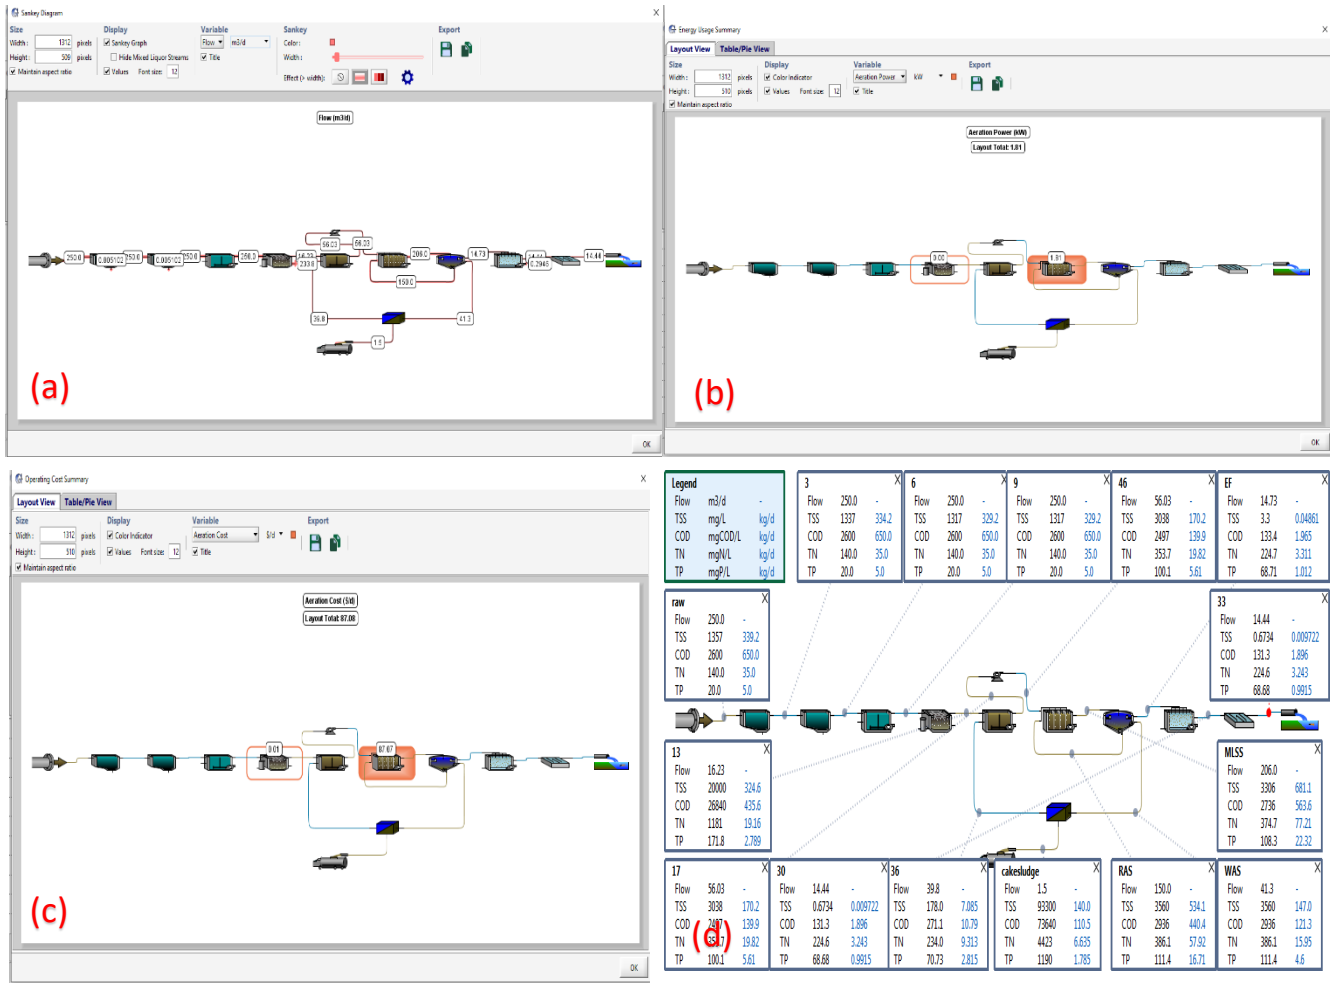 Sankey Diagram
X
Size
Display
Variable
Sankey
Export
Width: 1312 pixels
Sankey Graph
Flow m3/d
Color:
Height: 509 pixels
Hide Mixed Liquor Streams
Title
Width:
Maintain aspect ratio
Values Font size: 12
Effect (> width):
Flow (m3/d)
56.03 56.03
250.0 0.005102 250.0 0.005102 250.0 250.0 233.8 206.0 14.73 0.2945 14.44
150.0
39.8 41.3
1.5
(a)
OK
Energy Usage Summary
X
Layout View Table/Pie View
Size
Display
Variable
Export
Width: 1312 pixels
Color Indicator
Aeration Power kW
Height: 510 pixels
Values Font size: 12
Title
Maintain aspect ratio
Aeration Power (kW)
Layout Total: 1.81
0.00 1.81
(b)
OK
Operating Cost Summary
X
Layout View Table/Pie View
Size
Display
Variable
Export
Width: 1312 pixels
Color Indicator
Aeration Cost $/d
Height: 510 pixels
Values Font size: 12
Title
Maintain aspect ratio
Aeration Cost ($/d)
Layout Total: 87.08
0.01 87.07
(c)
OK
Legend
Flow m3/d -
TSS mg/L kg/d
COD mgCOD/L kg/d
TN mgN/L kg/d
TP mgP/L kg/d
3 X
Flow 250.0 -
TSS 1337 334.2
COD 2600 650.0
TN 140.0 35.0
TP 20.0 5.0
6 X
Flow 250.0 -
TSS 1317 329.2
COD 2600 650.0
TN 140.0 35.0
TP 20.0 5.0
9 X
Flow 250.0 -
TSS 1317 329.2
COD 2600 650.0
TN 140.0 35.0
TP 20.0 5.0
46 X
Flow 56.03 -
TSS 3038 170.2
COD 2497 139.9
TN 353.7 19.82
TP 100.1 5.61
EF X
Flow 14.73 -
TSS 3.3 0.04861
COD 133.4 1.965
TN 224.7 3.311
TP 68.71 1.012
raw X
Flow 250.0 -
TSS 1357 339.2
COD 2600 650.0
TN 140.0 35.0
TP 20.0 5.0
33 X
Flow 14.44 -
TSS 0.6734 0.009722
COD 131.3 1.896
TN 224.6 3.243
TP 68.68 0.9915
13 X
Flow 16.23 -
TSS 20000 324.6
COD 26840 435.6
TN 1181 19.16
TP 171.8 2.789
MLSS X
Flow 206.0 -
TSS 3306 681.1
COD 2736 563.6
TN 374.7 77.21
TP 108.3 22.32
17 X
Flow 56.03 -
TSS 3038 170.2
COD 139.9
TN 19.82
TP 100.1 5.61
30 X
Flow 14.44 -
TSS 0.6734 0.009722
COD 131.3 1.896
TN 224.6 3.243
TP 68.68 0.9915
36 X
Flow 39.8 -
TSS 178.0 7.085
COD 271.1 10.79
TN 234.0 9.313
TP 70.73 2.815
cakesludge X
Flow 1.5 -
TSS 93300 140.0
COD 73640 110.5
TN 4423 6.635
TP 1190 1.785
RAS X
Flow 150.0 -
TSS 3560 534.1
COD 2936 440.4
TN 386.1 57.92
TP 111.4 16.71
WAS X
Flow 41.3 -
TSS 3560 147.0
COD 2936 121.3
TN 386.1 15.95
TP 111.4 4.6
(d)